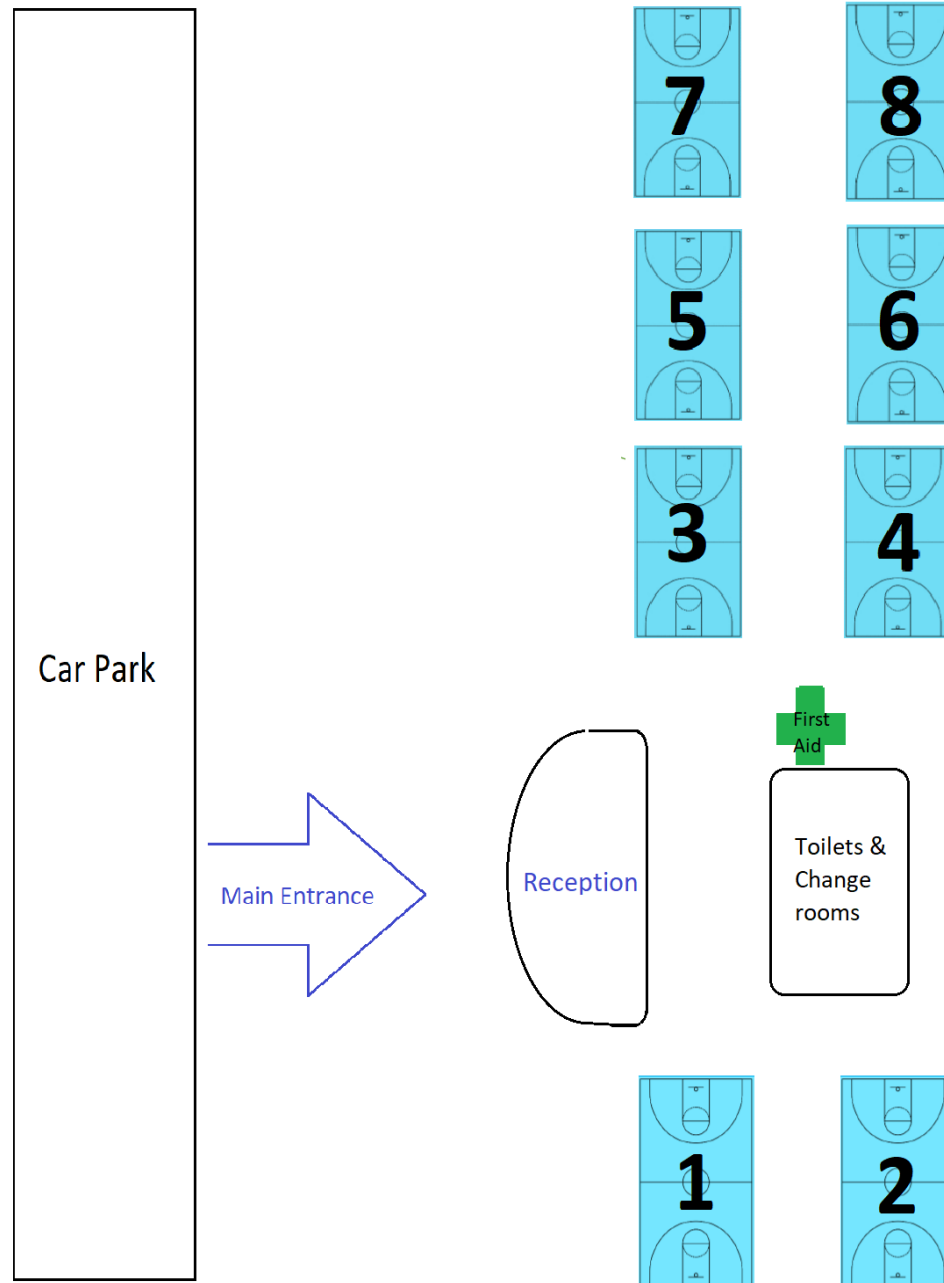 7
8
5
6
3
4
Car Park
First
Aid
Toilets &
Change
rooms
Reception
Main Entrance
1
2